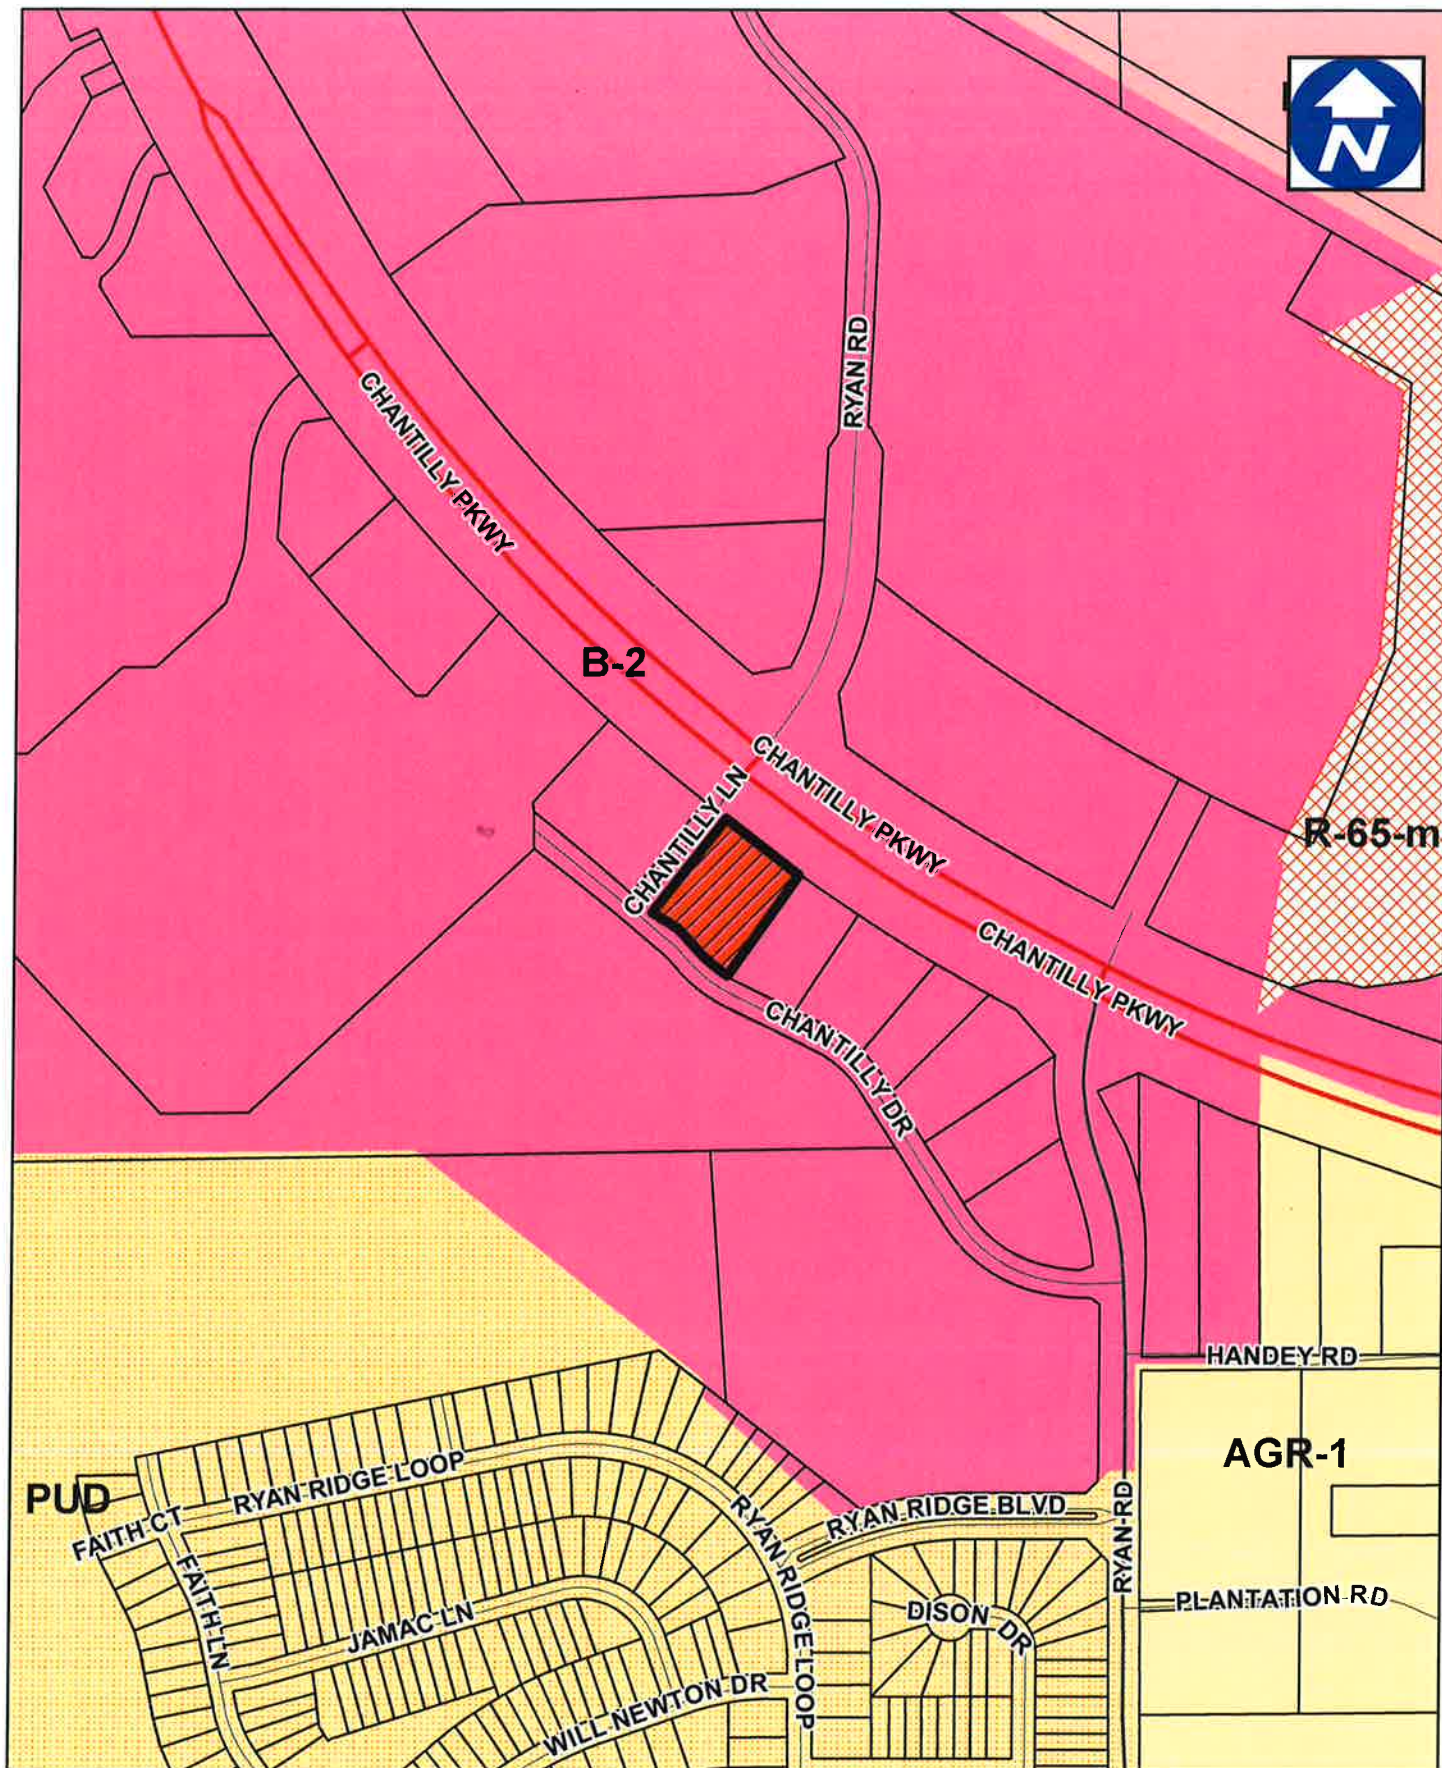 N
RYAN RD
CHANTILLY PKWY
B-2
CHANTILLY PKWY
CHANTILLY LN
R-65-m
CHANTILLY PKWY
CHANTILLY DR
HANDEY RD
AGR-1
PUD
RYAN RIDGE LOOP
FAITH CT
RYAN RIDGE LOOP
RYAN RIDGE BLVD
RYAN RD
FAITH LN
PLANTATION RD
JAMAC LN
DISON DR
WILL NEWTON DR